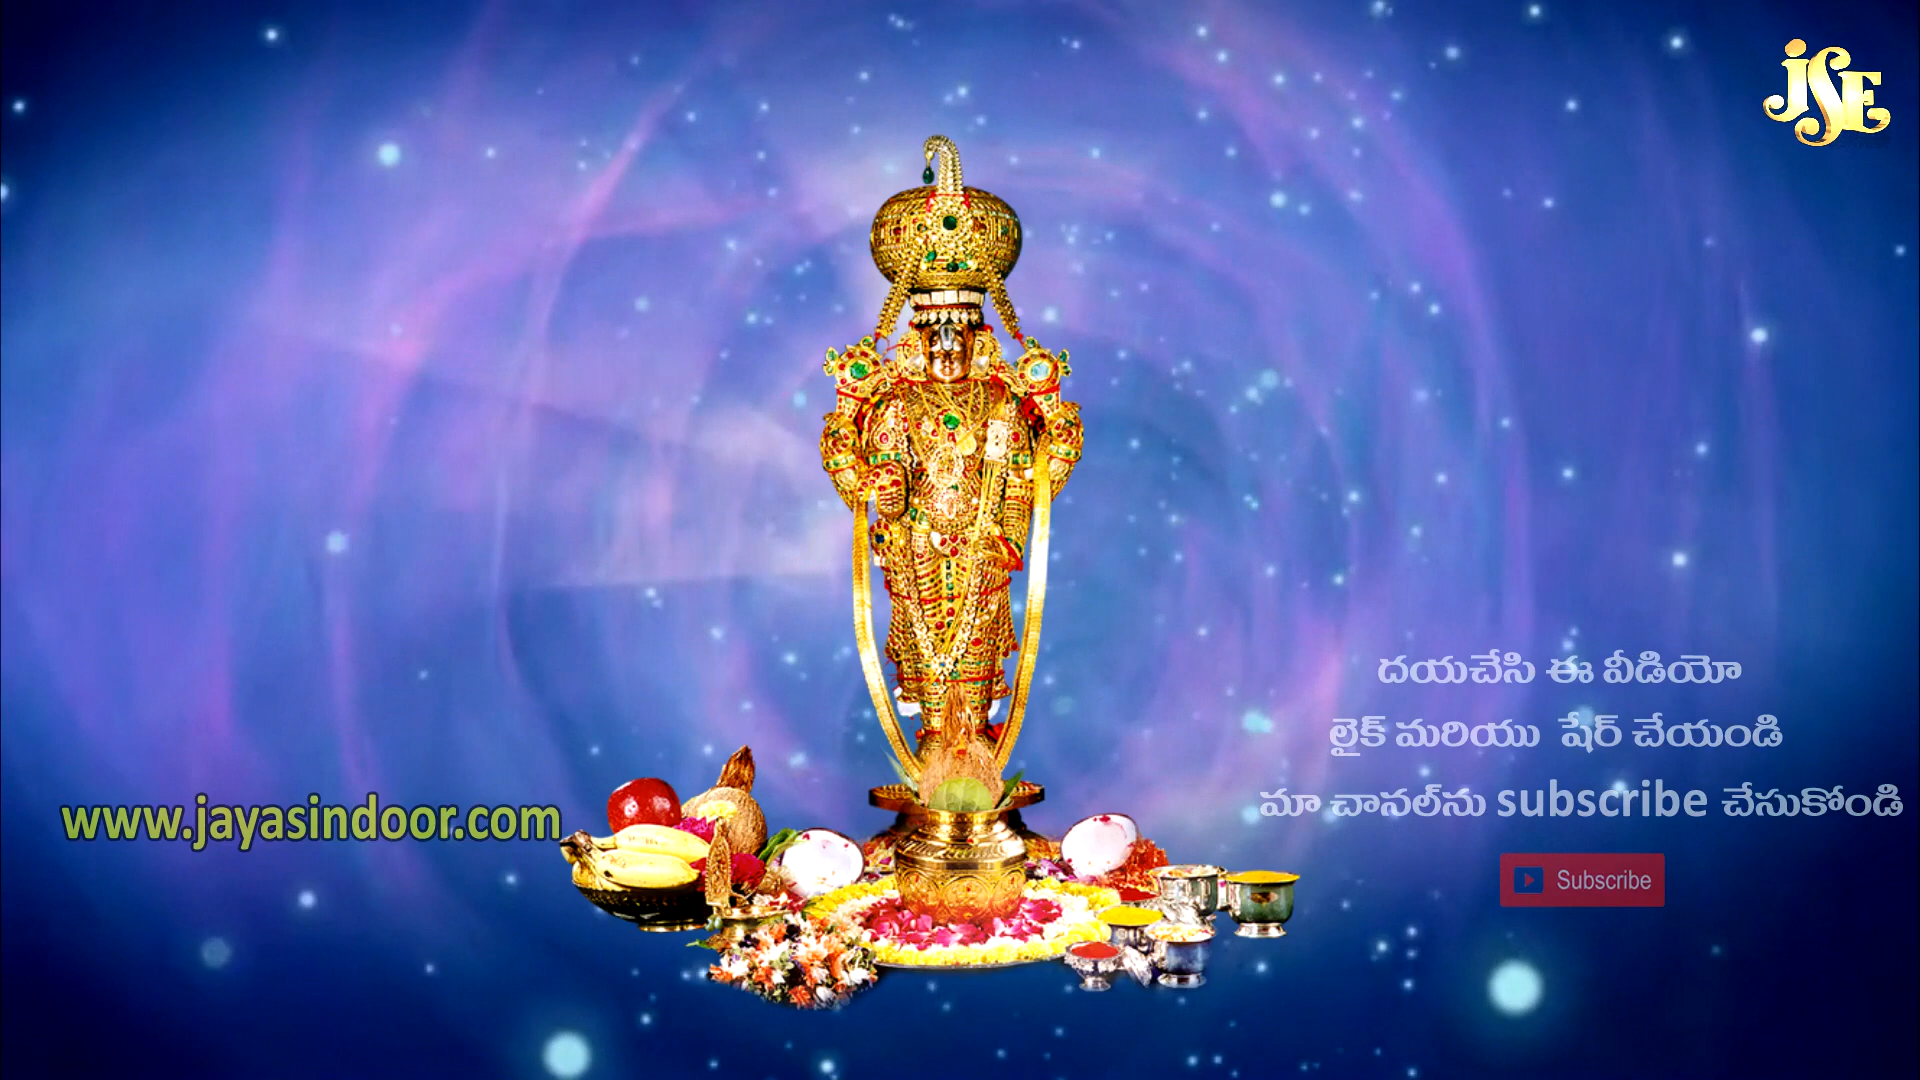 JSE
www.jayasindoor.com
దయచేసి ఈ వీడియో
లైక్ మరియు షేర్ చేయండి
మా చానల్‌ను subscribe చేసుకోండి
Subscribe